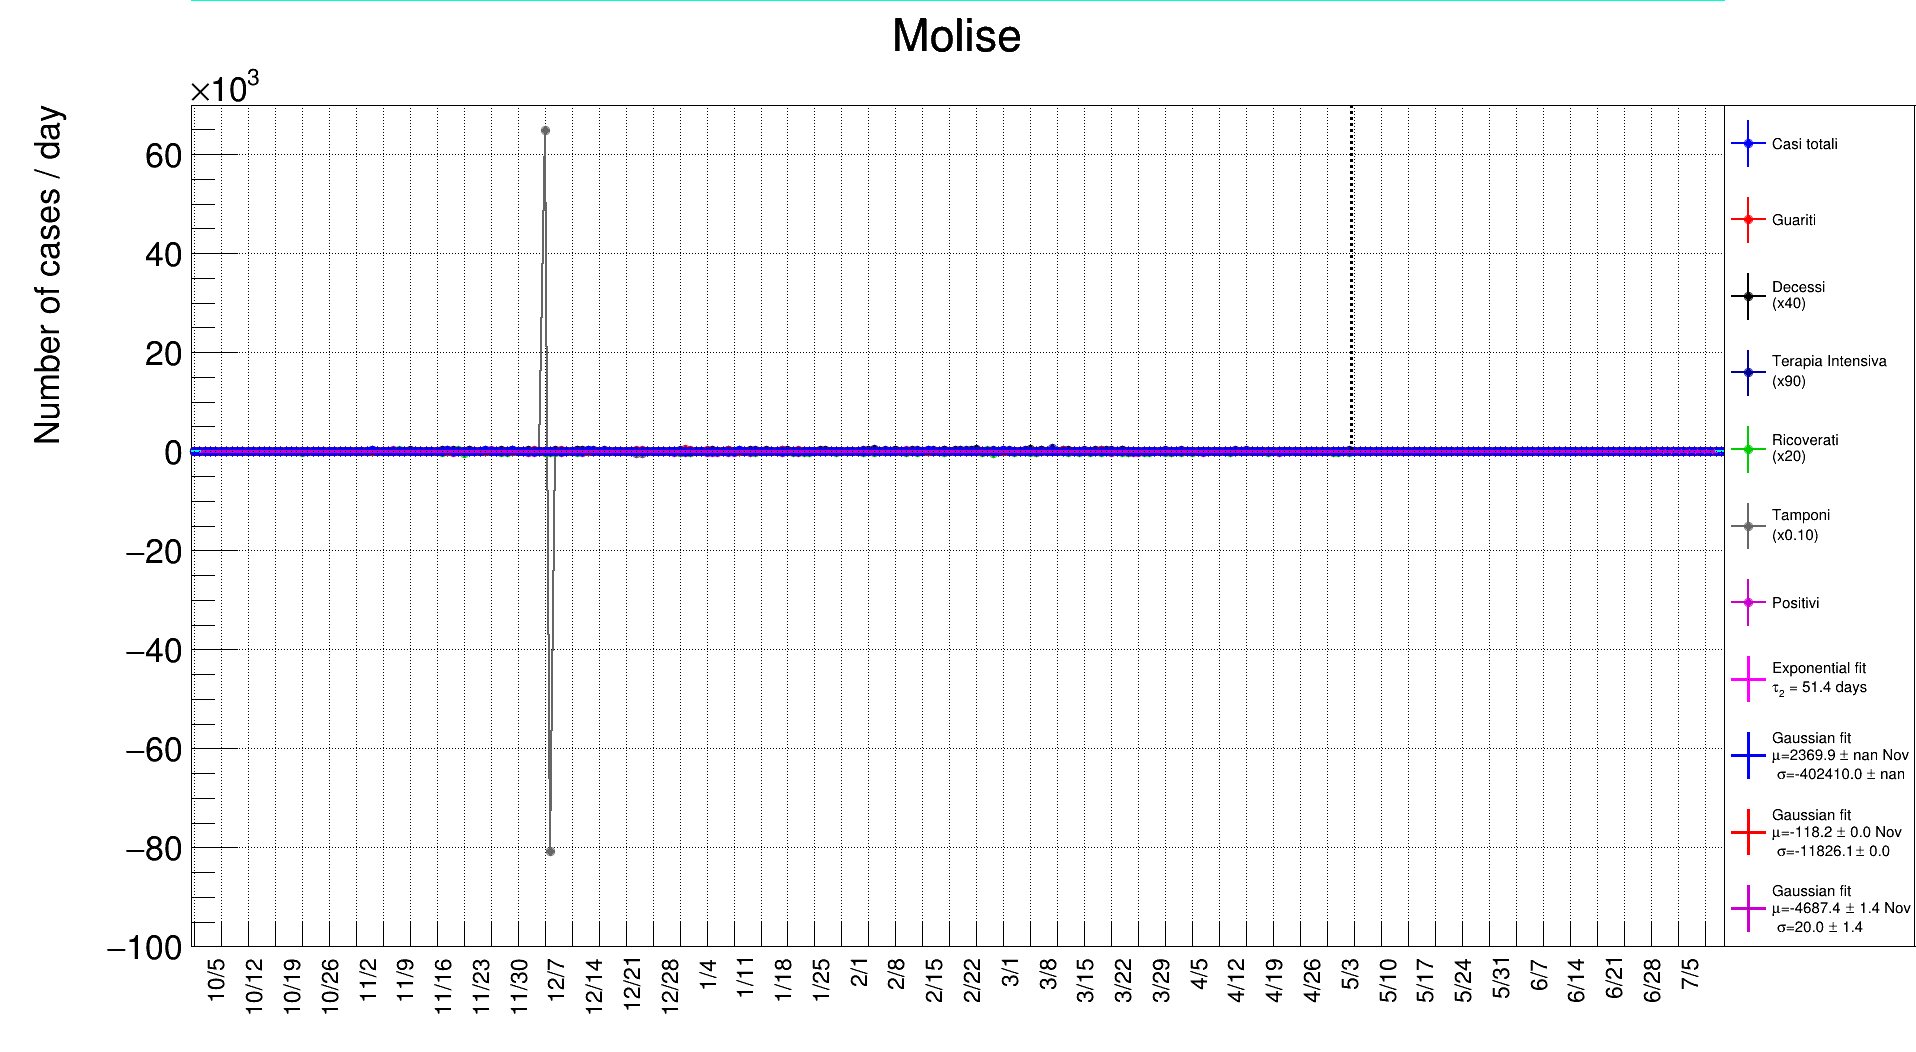 Molise
×10³
Number of cases / day
60
40
20
0
−20
−40
−60
−80
−100
10/5
10/12
10/19
10/26
11/2
11/9
11/16
11/23
11/30
12/7
12/14
12/21
12/28
1/4
1/11
1/18
1/25
2/1
2/8
2/15
2/22
3/1
3/8
3/15
3/22
3/29
4/5
4/12
4/19
4/26
5/3
5/10
5/17
5/24
5/31
6/7
6/14
6/21
6/28
7/5
Casi totali
Guariti
Decessi
(x40)
Terapia Intensiva
(x90)
Ricoverati
(x20)
Tamponi
(x0.10)
Positivi
Exponential fit
τ₂ = 51.4 days
Gaussian fit
μ=2369.9 ± nan Nov
σ=-402410.0 ± nan
Gaussian fit
μ=-118.2 ± 0.0 Nov
σ=-11826.1 ± 0.0
Gaussian fit
μ=-4687.4 ± 1.4 Nov
σ=20.0 ± 1.4